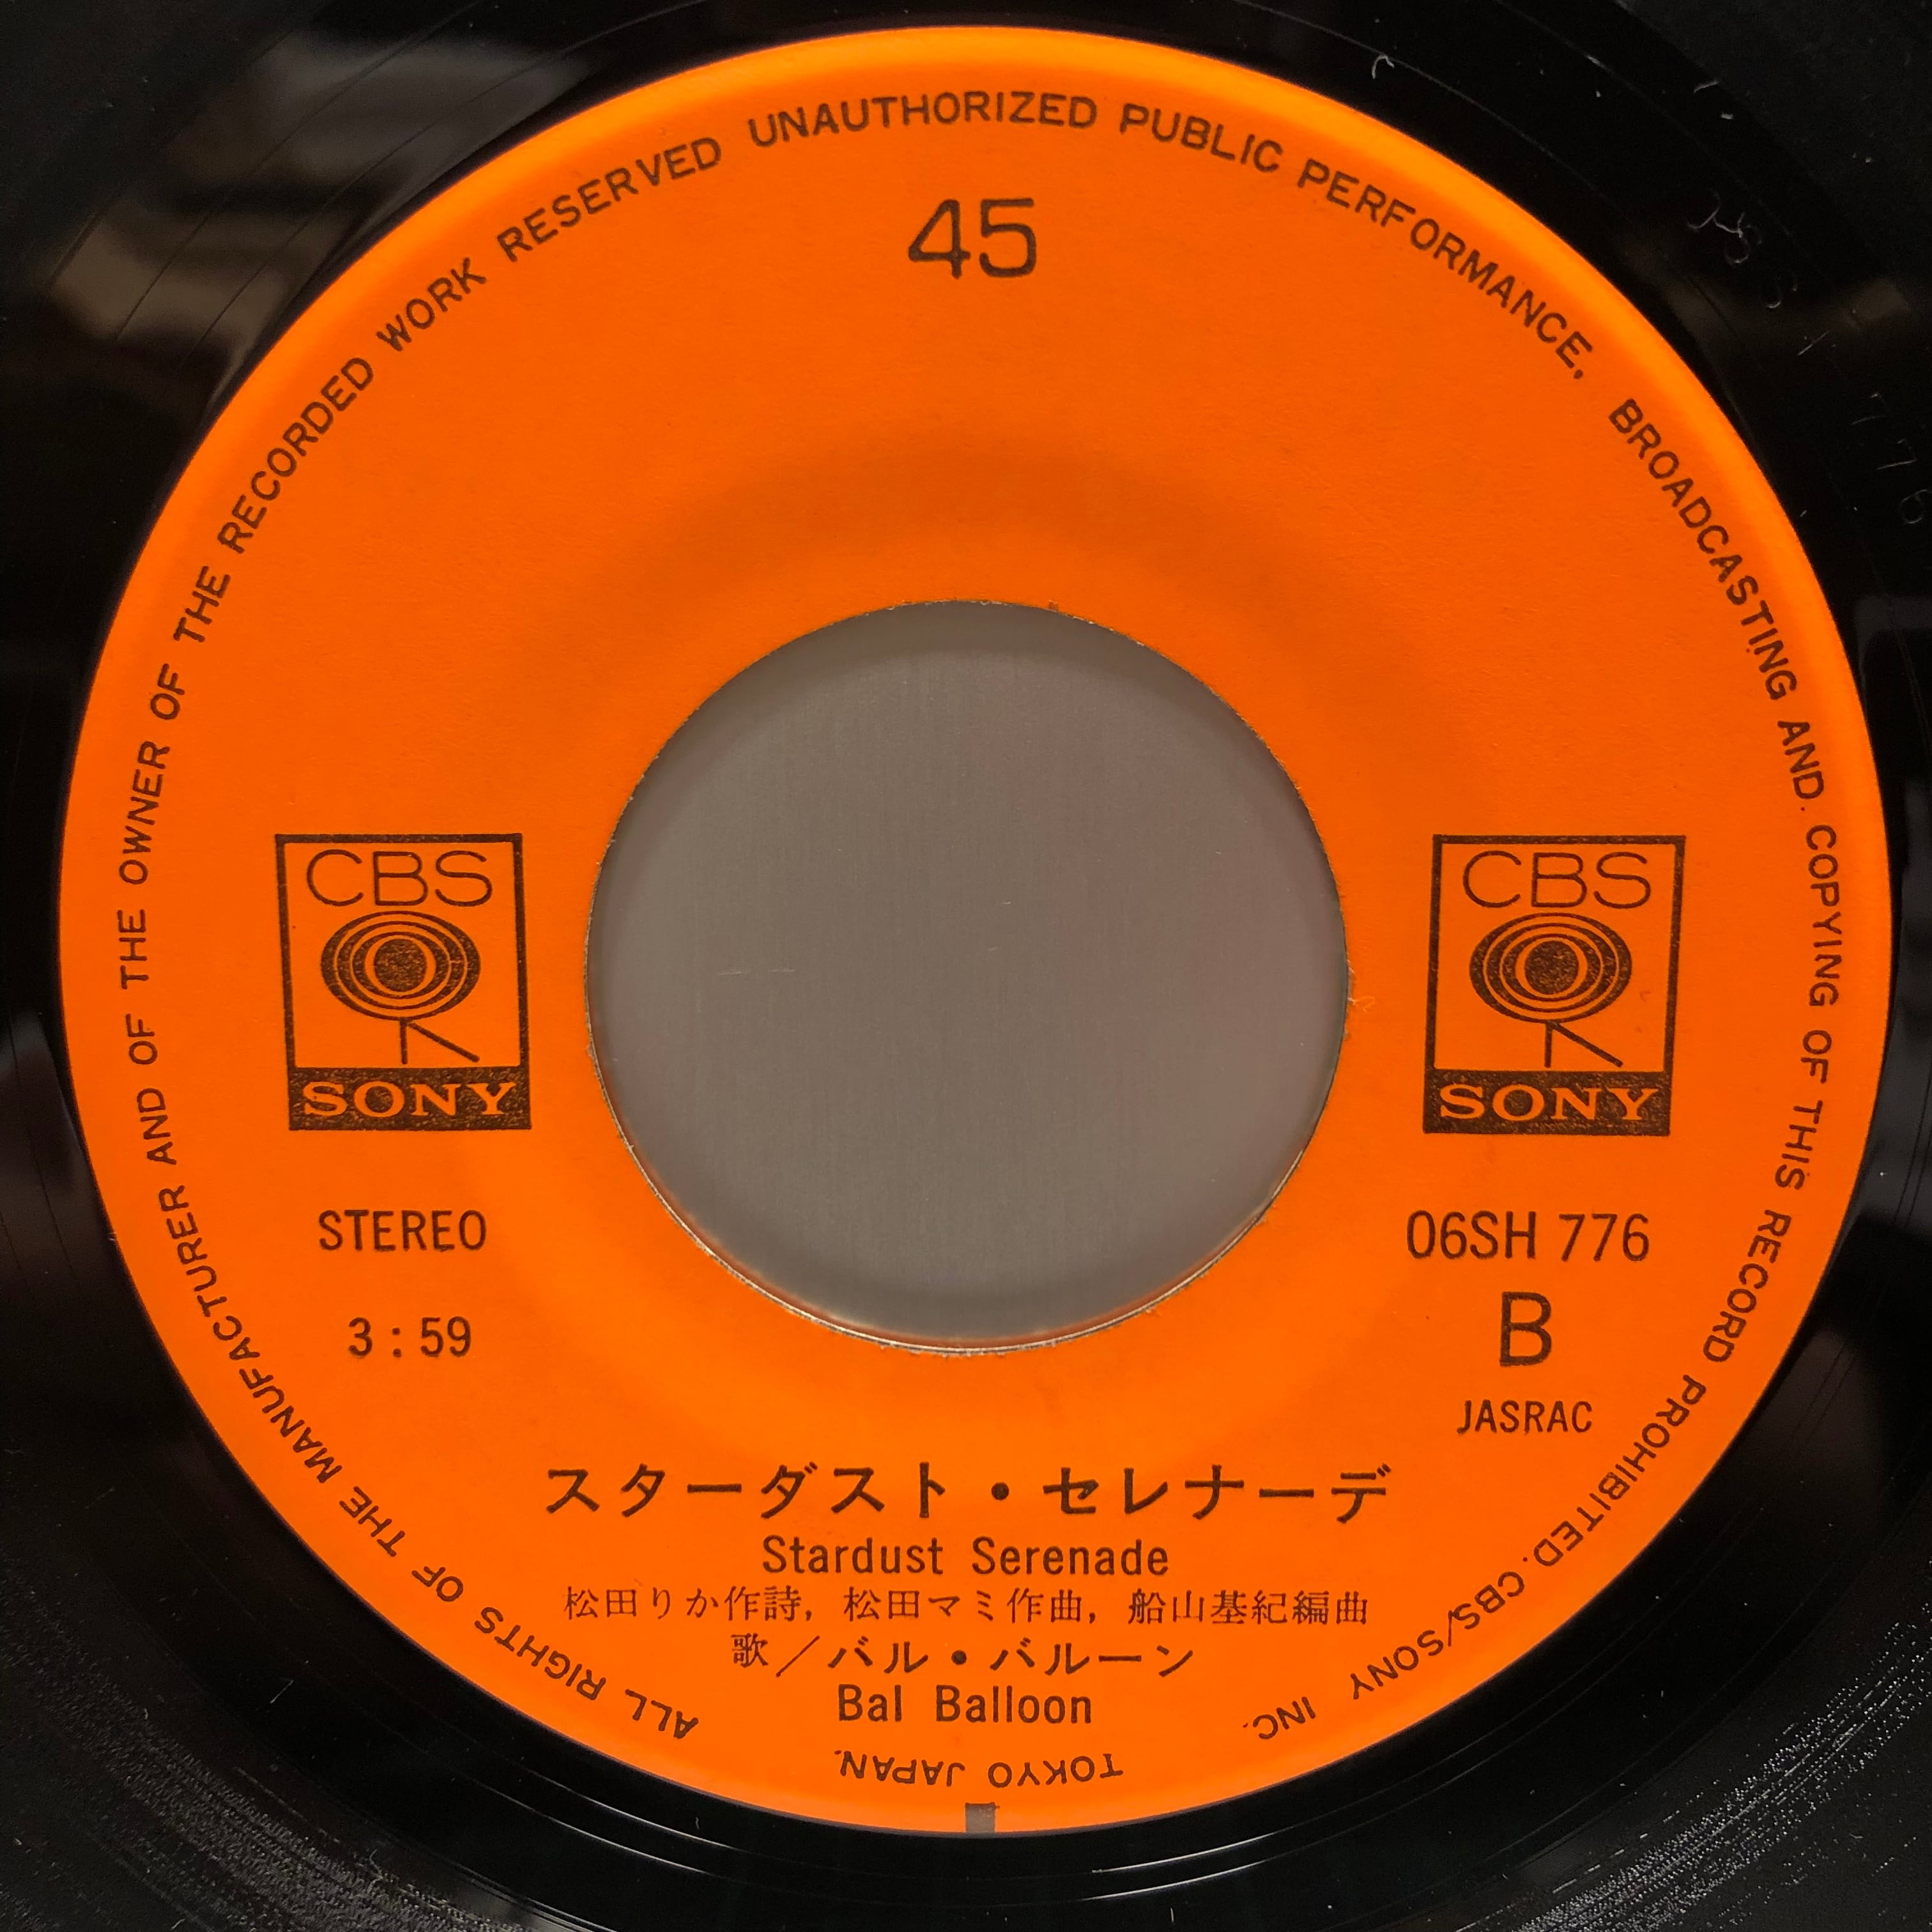 ALL RIGHTS OF THE MANUFACTURER AND OF THE OWNER OF THE RECORDED WORK RESERVED UNAUTHORIZED PUBLIC PERFORMANCE, BROADCASTING AND. COPYING OF THIS RECORD PROHIBITED. CBS/SONY INC.
TOKYO JAPAN.
45
CBS
SONY
CBS
SONY
STEREO
3:59
06SH 776
B
JASRAC
スターダスト・セレナーデ
Stardust Serenade
松田りか作詩, 松田マミ作曲, 船山基紀編曲
歌／バル・バルーン
Bal Balloon